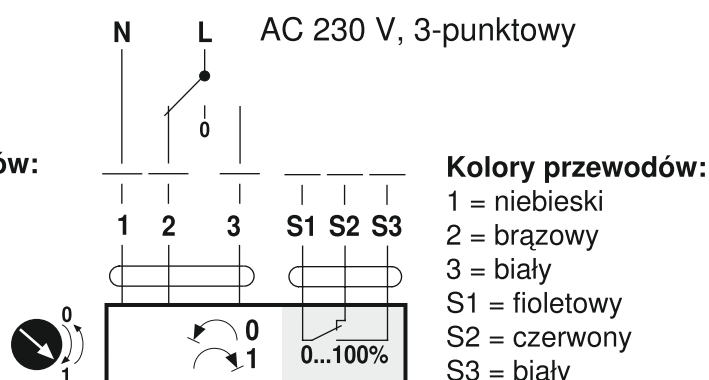 N L AC 230 V, 3-punktowy
0
ów:
Kolory przewodów:
1 2 3 S1 S2 S3
1 = niebieski
2 = brązowy
3 = biały
S1 = fioletowy
S2 = czerwony
S3 = biały
0
1
0
1
0...100%